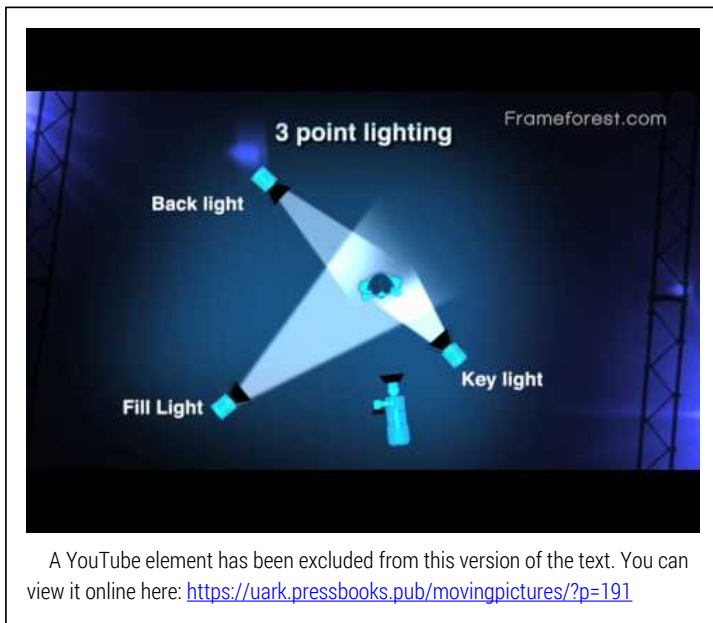 Frameforest.com
3 point lighting
Back light
Key light
Fill Light
A YouTube element has been excluded from this version of the text. You can
view it online here: https://uark.pressbooks.pub/movingpictures/?p=191